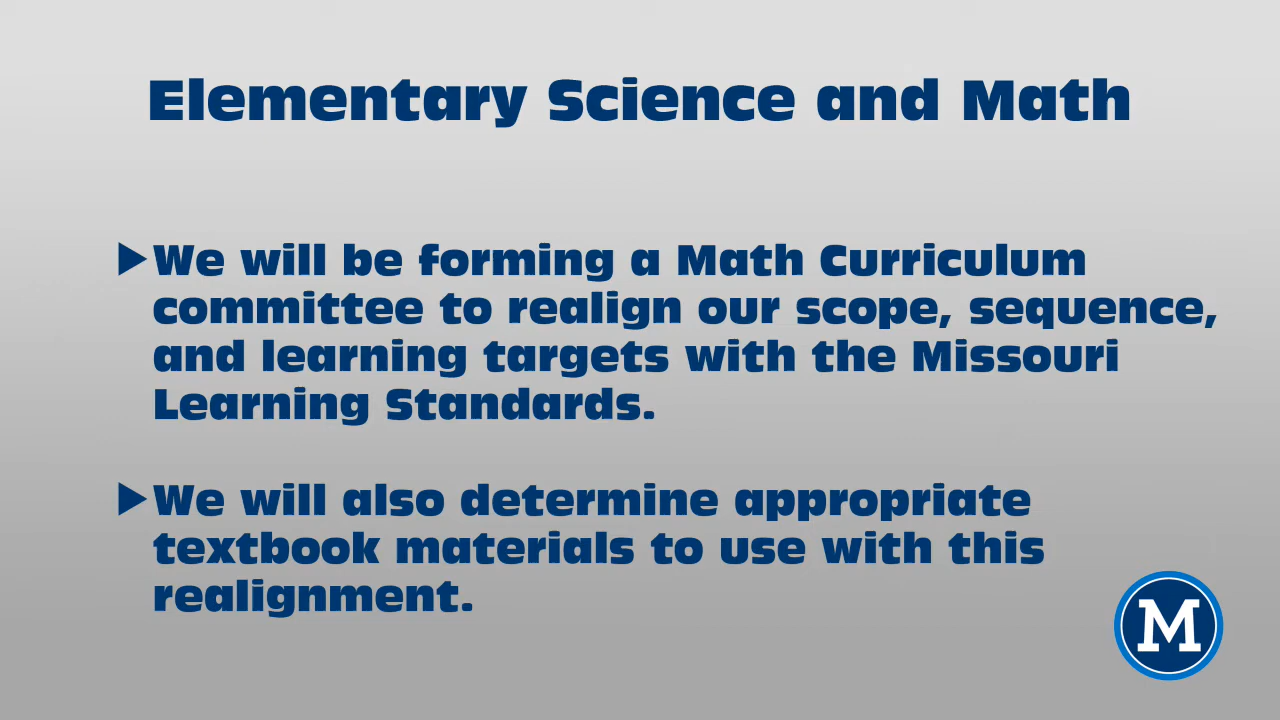 Elementary Science and Math
We will be forming a Math Curriculum
committee to realign our scope, sequence,
and learning targets with the Missouri
Learning Standards.
We will also determine appropriate
textbook materials to use with this
realignment.
M